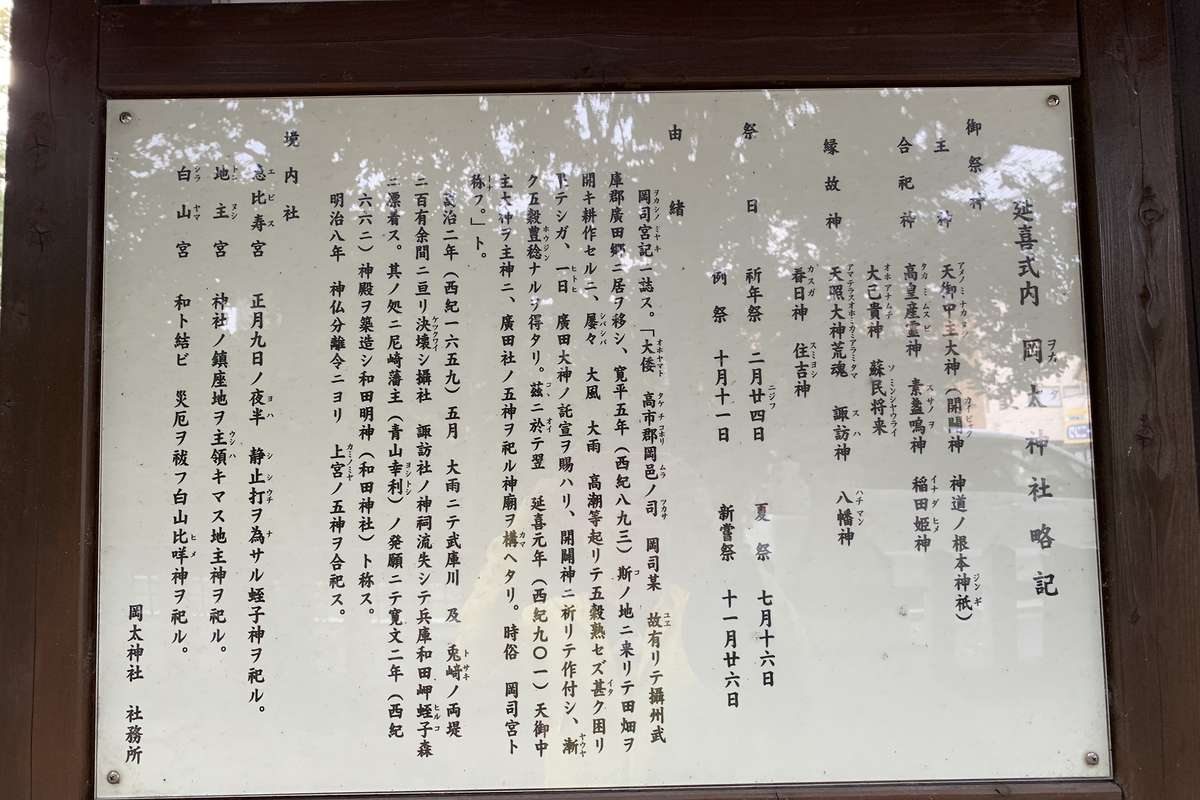 延喜式内 岡太神社略記
御祭神
主神 天御中主大神（開闢神 神道ノ根本神祇）
合祀神 高皇産霊神 素盞鳴神 稲田姫神
大己貴神 蘇民将来
縁故神 天照大神荒魂 諏訪神 八幡神
春日神 住吉神
祭日 祈年祭 二月廿四日 夏祭 七月十六日
例祭 十月十一日 新嘗祭 十一月廿六日
由緒
岡司宮記ニ誌ス。「大倭 高市郡岡邑ノ司 岡司某 故有リテ攝州武
庫郡廣田郷ニ居ヲ移シ、寛平五年（西紀八九三）斯ノ地ニ来リテ田畑ヲ
開キ耕作セルニ、屡々 大風 大雨 高潮等起リテ五穀熟セズ甚ク困リ
テシガ、一日 廣田大神ノ託宣ヲ賜ハリ、開闢神ニ祈リテ作付シ、漸
ク五穀豊稔ナルヲ得タリ。茲ニ於テ翌 延喜元年（西紀九〇一）天御中
主大神ヲ主神ニ、廣田社ノ五神ヲ祀ル神廟ヲ構ヘタリ。時俗 岡司宮ト
称フ。」ト。
治二年（西紀一六五九）五月 大雨ニテ武庫川 及 兎﨑ノ両堤
二百有余間ニ亘リ決壊シ攝社 諏訪社ノ神祠流失シテ兵庫和田岬蛭子森
ニ漂着ス。其ノ処ニ尼崎藩主（青山幸利）ノ発願ニテ寛文二年（西紀
六六二）神殿ヲ築造シ和田明神（和田神社）ト称ス。
明治八年 神仏分離令ニヨリ 上宮ノ五神ヲ合祀ス。
境内社
恵比寿宮 正月九日ノ夜半 静止打ヲ為サル蛭子神ヲ祀ル。
地主宮 神社ノ鎮座地ヲ主領キマス地主神ヲ祀ル。
白山宮 和ト結ビ 災厄ヲ祓フ白山比咩神ヲ祀ル。
岡太神社 社務所